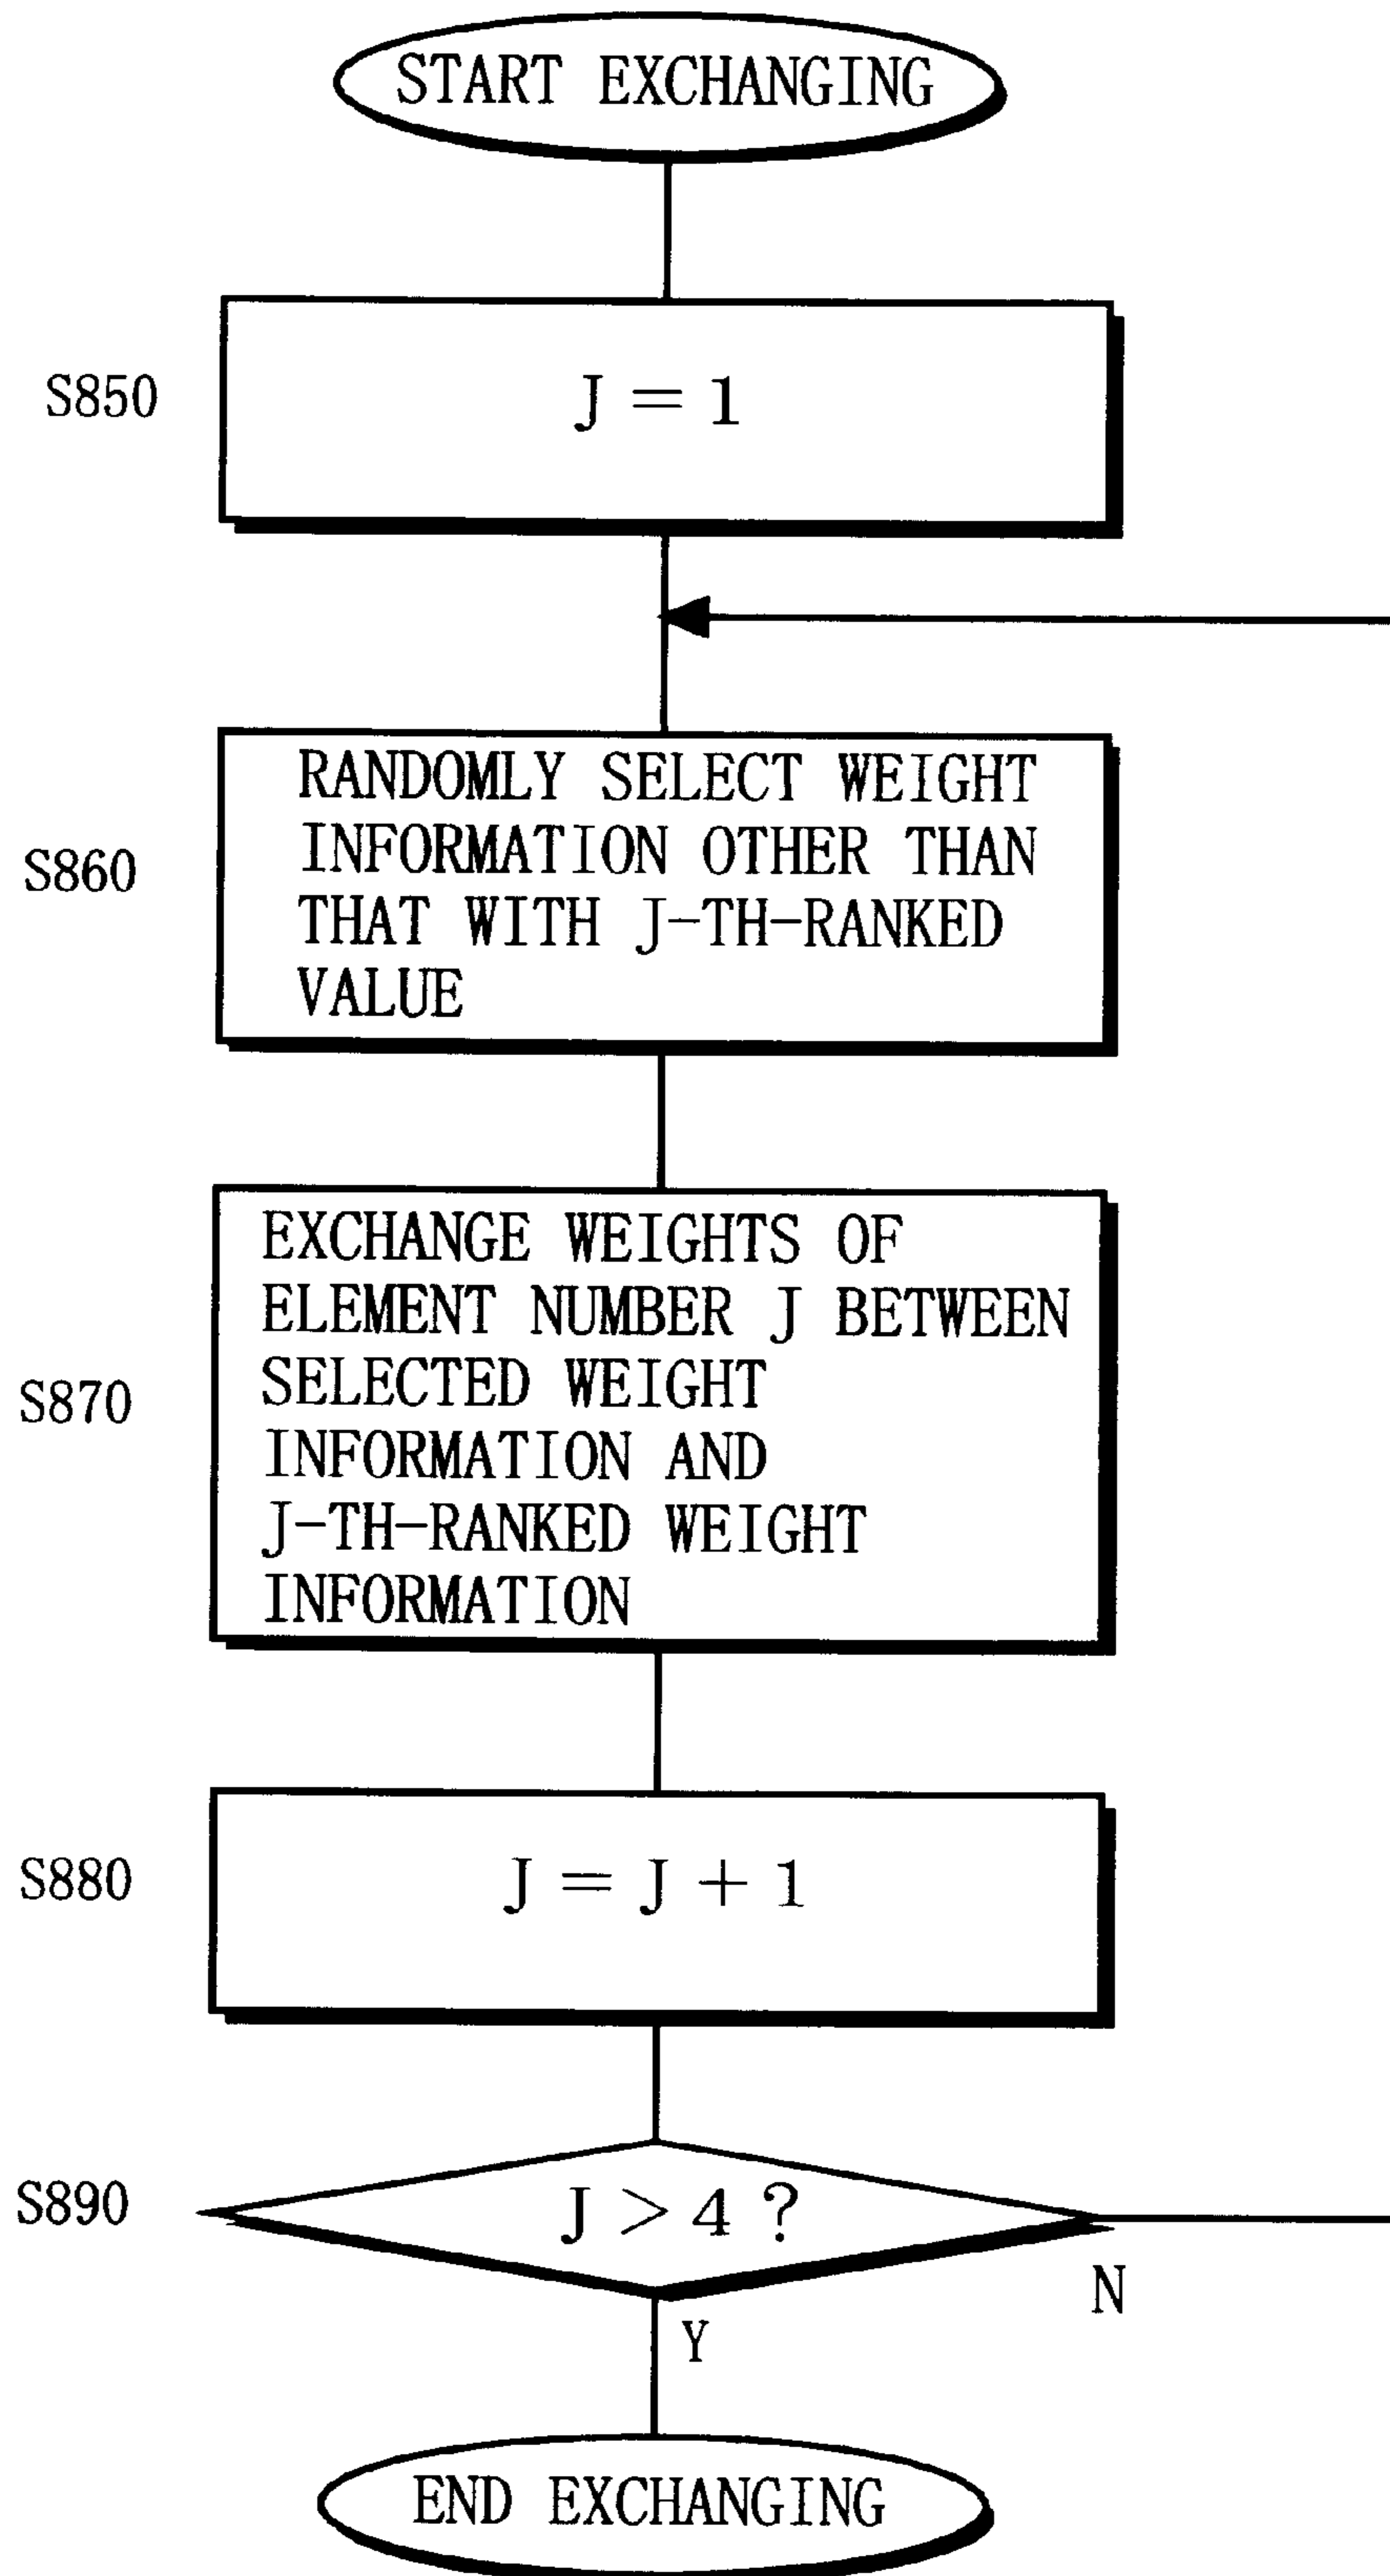 START EXCHANGING
S850
J = 1
S860
RANDOMLY SELECT WEIGHT
INFORMATION OTHER THAN
THAT WITH J-TH-RANKED
VALUE
S870
EXCHANGE WEIGHTS OF
ELEMENT NUMBER J BETWEEN
SELECTED WEIGHT
INFORMATION AND
J-TH-RANKED WEIGHT
INFORMATION
S880
J = J + 1
S890
J > 4 ?
N
Y
END EXCHANGING